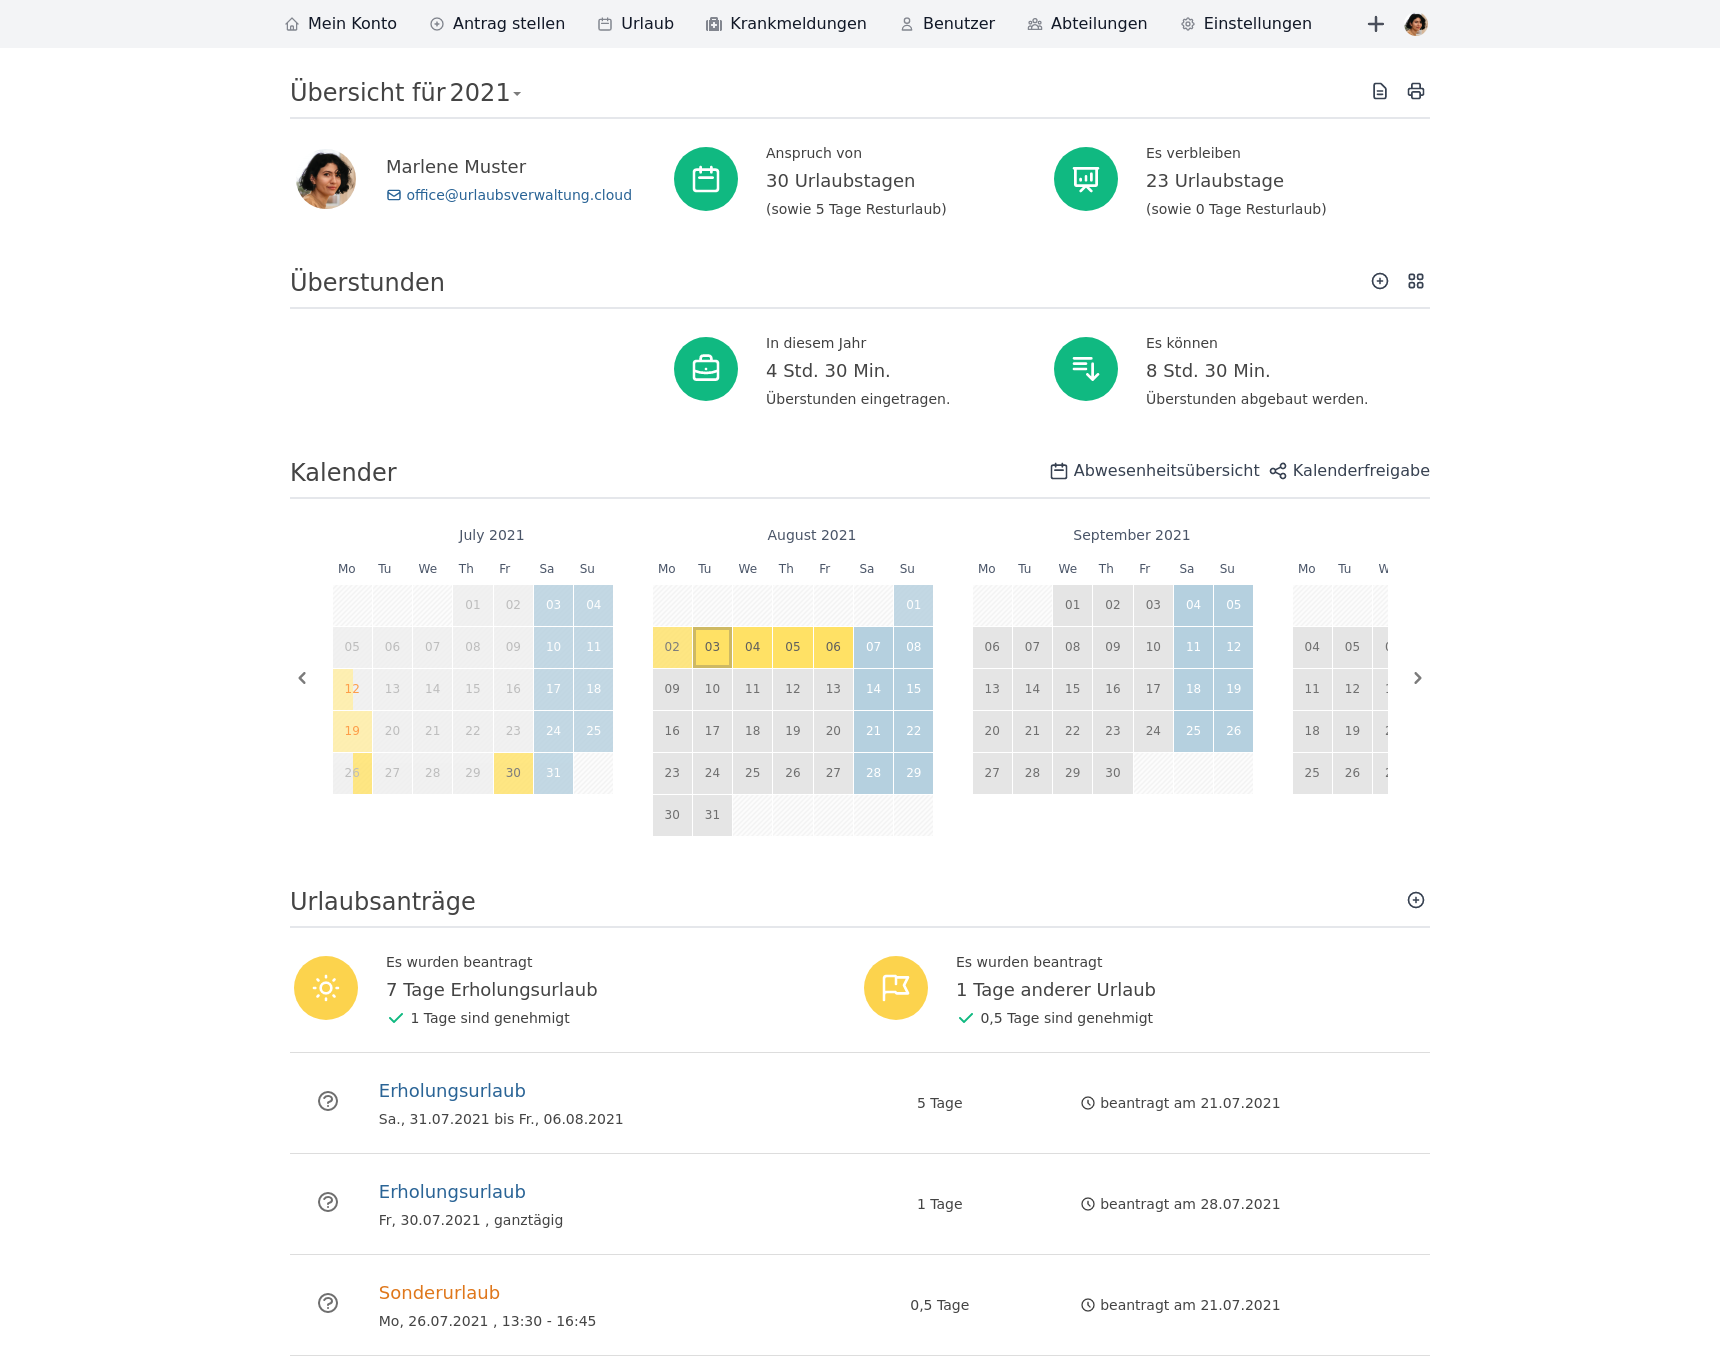 Mein Konto Antrag stellen Urlaub Krankmeldungen Benutzer Abteilungen Einstellungen
Übersicht für 2021
Marlene Muster
office@urlaubsverwaltung.cloud
Anspruch von
30 Urlaubstagen
(sowie 5 Tage Resturlaub)
Es verbleiben
23 Urlaubstage
(sowie 0 Tage Resturlaub)
Überstunden
In diesem Jahr
4 Std. 30 Min.
Überstunden eingetragen.
Es können
8 Std. 30 Min.
Überstunden abgebaut werden.
Kalender
Abwesenheitsübersicht Kalenderfreigabe
July 2021
Mo Tu We Th Fr Sa Su
01 02 03 04
05 06 07 08 09 10 11
12 13 14 15 16 17 18
19 20 21 22 23 24 25
26 27 28 29 30 31
August 2021
Mo Tu We Th Fr Sa Su
01
02 03 04 05 06 07 08
09 10 11 12 13 14 15
16 17 18 19 20 21 22
23 24 25 26 27 28 29
30 31
September 2021
Mo Tu We Th Fr Sa Su
01 02 03 04 05
06 07 08 09 10 11 12
13 14 15 16 17 18 19
20 21 22 23 24 25 26
27 28 29 30
Mo Tu
04 05
11 12
18 19
25 26
Urlaubsanträge
Es wurden beantragt
7 Tage Erholungsurlaub
1 Tage sind genehmigt
Es wurden beantragt
1 Tage anderer Urlaub
0,5 Tage sind genehmigt
Erholungsurlaub
Sa., 31.07.2021 bis Fr., 06.08.2021
5 Tage
beantragt am 21.07.2021
Erholungsurlaub
Fr, 30.07.2021 , ganztägig
1 Tage
beantragt am 28.07.2021
Sonderurlaub
Mo, 26.07.2021 , 13:30 - 16:45
0,5 Tage
beantragt am 21.07.2021